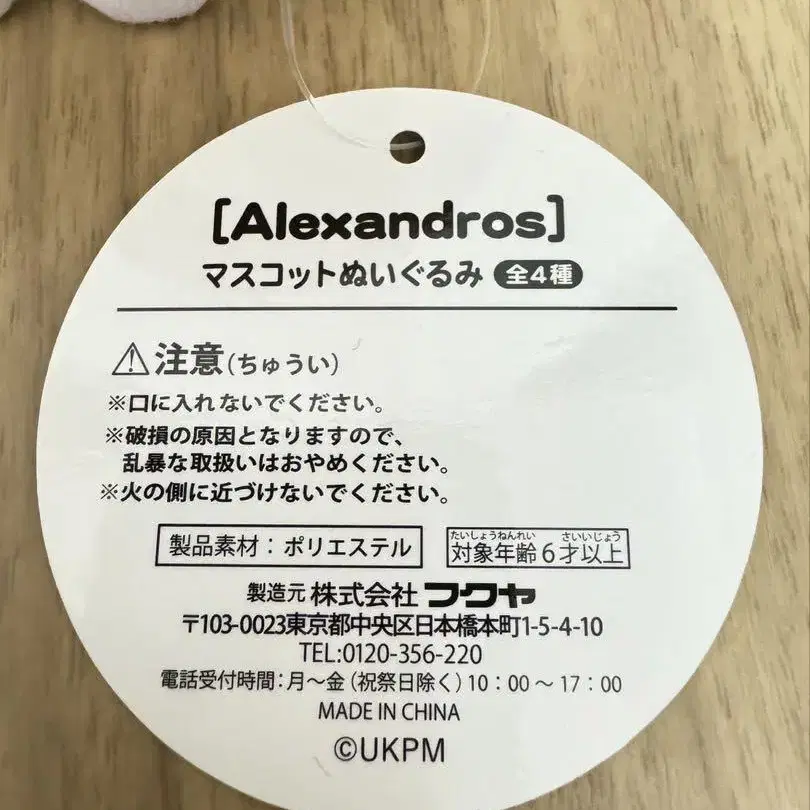 [Alexandros]
マスコットぬいぐるみ 全4種
⚠注意(ちゅうい)
※口に入れないでください。
※破損の原因となりますので、
乱暴な取扱いはおやめください。
※火の側に近づけないでください。
製品素材：ポリエステル
たいしょうねんれい さいいじょう
対象年齢6才以上
製造元 株式会社 フクヤ
〒103-0023東京都中央区日本橋本町1-5-4-10
TEL:0120-356-220
電話受付時間：月～金（祝祭日除く）10：00～17：00
MADE IN CHINA
©UKPM